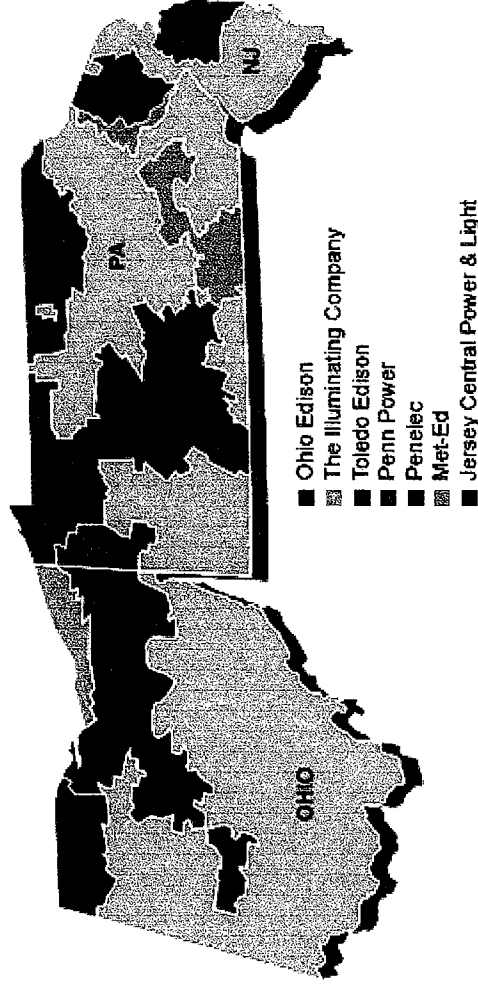 OHIO
PA
NJ
Ohio Edison
The Illuminating Company
Toledo Edison
Penn Power
Penelec
Met-Ed
Jersey Central Power & Light